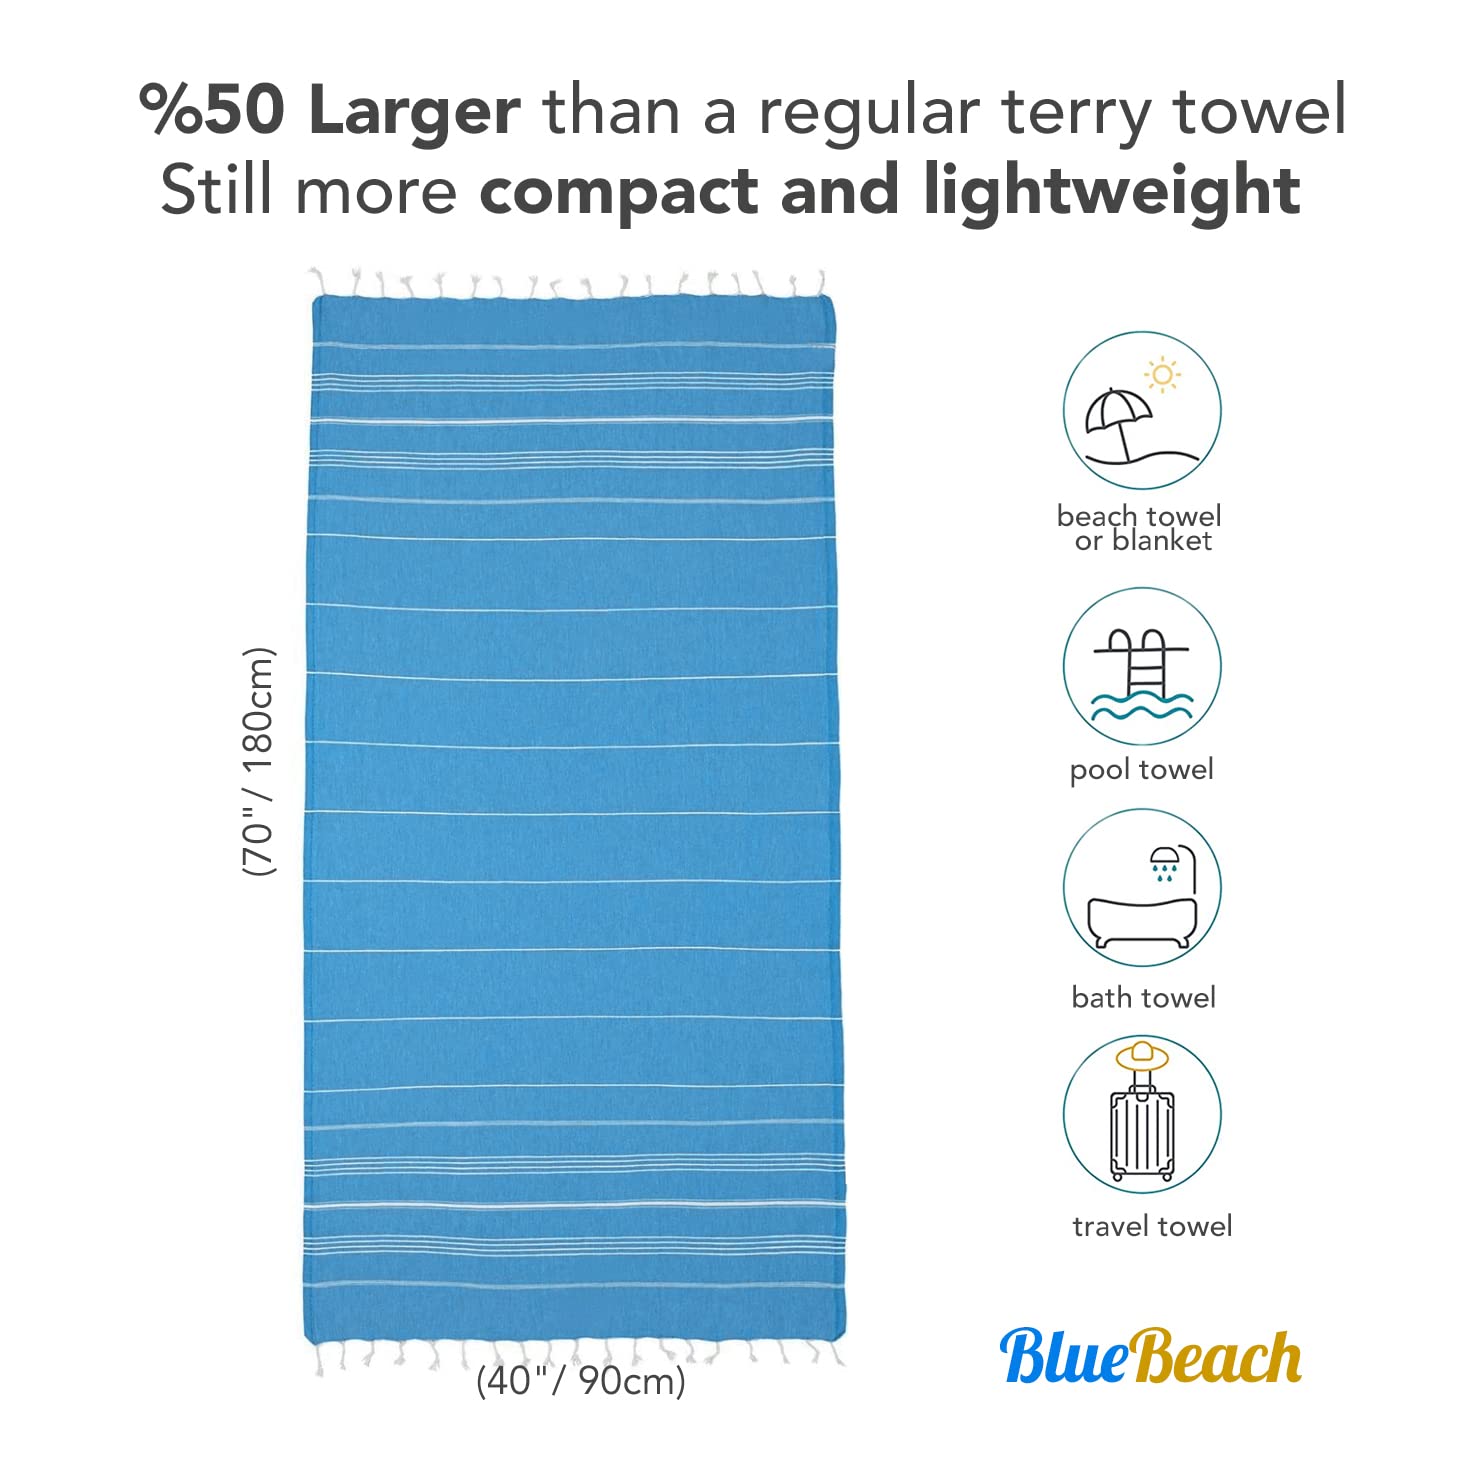 %50 Larger than a regular terry towel
Still more compact and lightweight
beach towel
or blanket
(70"/ 180cm)
pool towel
bath towel
travel towel
BlueBeach
(40"/ 90cm)